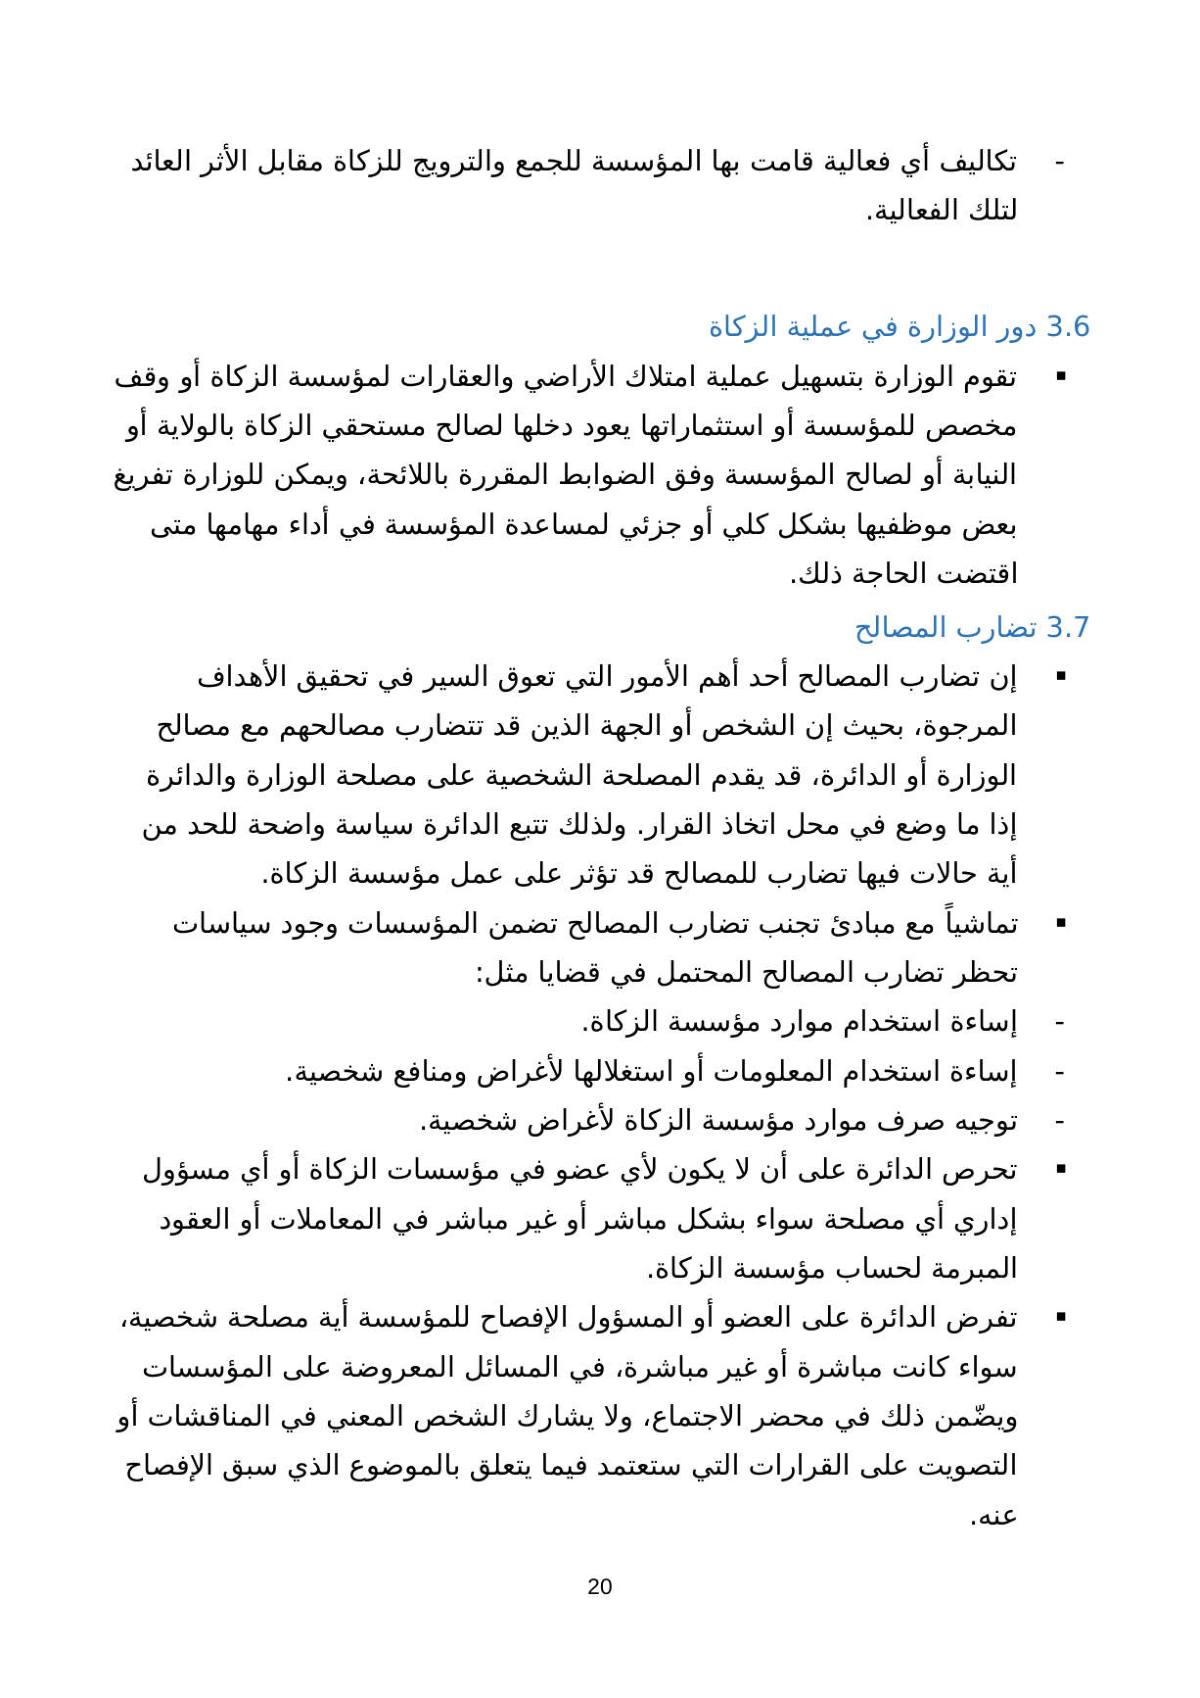 - تكاليف أي فعالية قامت بها المؤسسة للجمع والترويج للزكاة مقابل الأثر العائد
لتلك الفعالية.
3.6 دور الوزارة في عملية الزكاة
▪ تقوم الوزارة بتسهيل عملية امتلاك الأراضي والعقارات لمؤسسة الزكاة أو وقف
مخصص للمؤسسة أو استثماراتها يعود دخلها لصالح مستحقي الزكاة بالولاية أو
النيابة أو لصالح المؤسسة وفق الضوابط المقررة باللائحة، ويمكن للوزارة تفريغ
بعض موظفيها بشكل كلي أو جزئي لمساعدة المؤسسة في أداء مهامها متى
اقتضت الحاجة ذلك.
3.7 تضارب المصالح
▪ إن تضارب المصالح أحد أهم الأمور التي تعوق السير في تحقيق الأهداف
المرجوة، بحيث إن الشخص أو الجهة الذين قد تتضارب مصالحهم مع مصالح
الوزارة أو الدائرة، قد يقدم المصلحة الشخصية على مصلحة الوزارة والدائرة
إذا ما وضع في محل اتخاذ القرار. ولذلك تتبع الدائرة سياسة واضحة للحد من
أية حالات فيها تضارب للمصالح قد تؤثر على عمل مؤسسة الزكاة.
▪ تماشياً مع مبادئ تجنب تضارب المصالح تضمن المؤسسات وجود سياسات
تحظر تضارب المصالح المحتمل في قضايا مثل:
- إساءة استخدام موارد مؤسسة الزكاة.
- إساءة استخدام المعلومات أو استغلالها لأغراض ومنافع شخصية.
- توجيه صرف موارد مؤسسة الزكاة لأغراض شخصية.
▪ تحرص الدائرة على أن لا يكون لأي عضو في مؤسسات الزكاة أو أي مسؤول
إداري أي مصلحة سواء بشكل مباشر أو غير مباشر في المعاملات أو العقود
المبرمة لحساب مؤسسة الزكاة.
▪ تفرض الدائرة على العضو أو المسؤول الإفصاح للمؤسسة أية مصلحة شخصية،
سواء كانت مباشرة أو غير مباشرة، في المسائل المعروضة على المؤسسات
ويضّمن ذلك في محضر الاجتماع، ولا يشارك الشخص المعني في المناقشات أو
التصويت على القرارات التي ستعتمد فيما يتعلق بالموضوع الذي سبق الإفصاح
عنه.
20